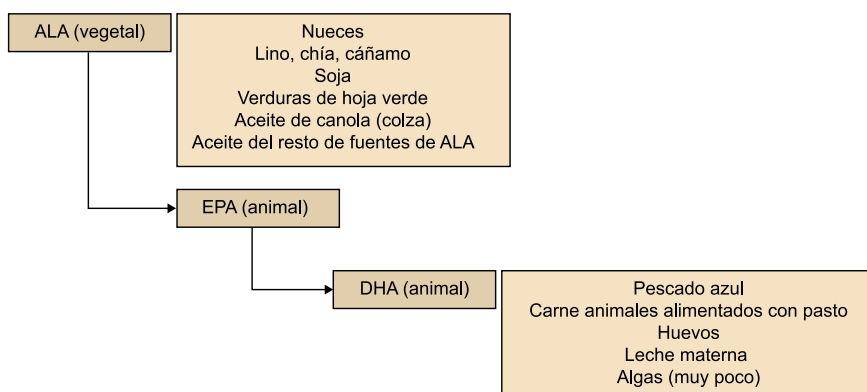 ALA (vegetal)
Nueces
Lino, chía, cáñamo
Soja
Verduras de hoja verde
Aceite de canola (colza)
Aceite del resto de fuentes de ALA
EPA (animal)
DHA (animal)
Pescado azul
Carne animales alimentados con pasto
Huevos
Leche materna
Algas (muy poco)